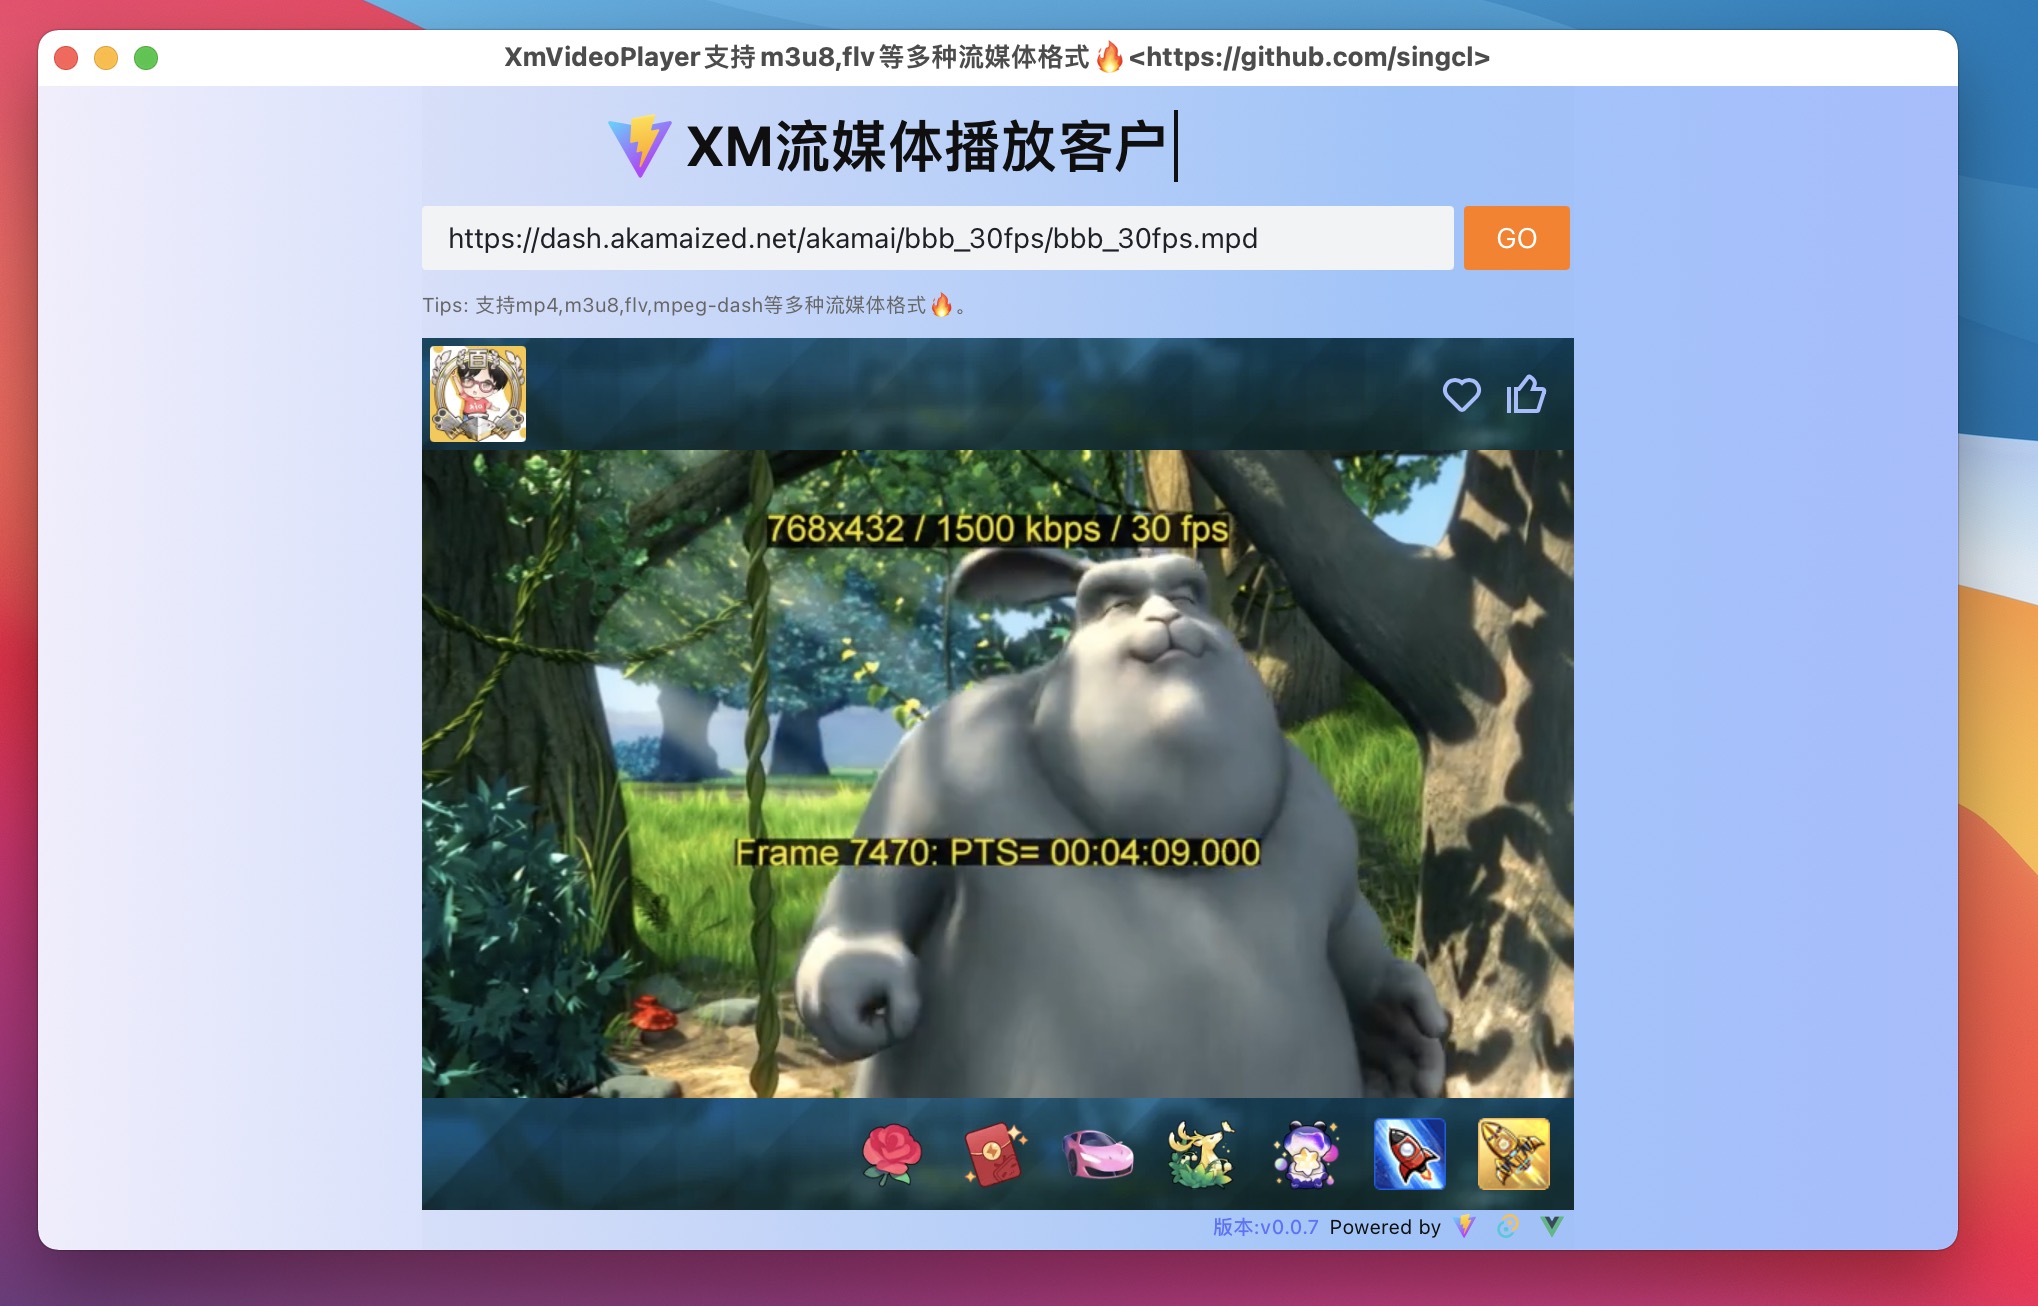 XmVideoPlayer支持m3u8,flv等多种流媒体格式🔥<https://github.com/singcl>
XM流媒体播放客户
https://dash.akamaized.net/akamai/bbb_30fps/bbb_30fps.mpd
GO
Tips: 支持mp4,m3u8,flv,mpeg-dash等多种流媒体格式🔥。
百
768x432 / 1500 kbps / 30 fps
Frame 7470: PTS= 00:04:09.000
版本:v0.0.7 Powered by